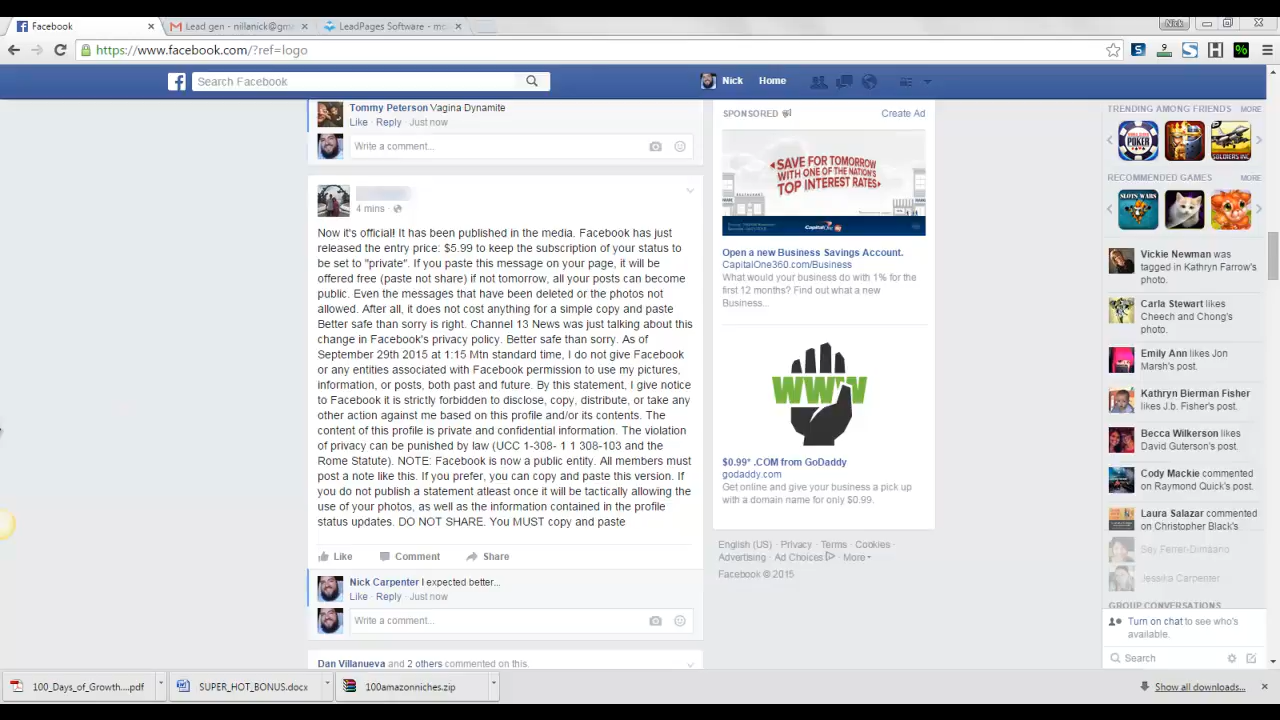 Facebook
Lead gen - niilanick@gm
LeadPages Software - mo
Nick
https://www.facebook.com/?ref=logo
Search Facebook
Nick
Home
Tommy Peterson Vagina Dynamite
Like · Reply · Just now
Write a comment...
4 mins ·
Now it's official! It has been published in the media. Facebook has just
released the entry price: $5.99 to keep the subscription of your status to
be set to "private". If you paste this message on your page, it will be
offered free (paste not share) if not tomorrow, all your posts can become
public. Even the messages that have been deleted or the photos not
allowed. After all, it does not cost anything for a simple copy and paste
Better safe than sorry is right. Channel 13 News was just talking about this
change in Facebook's privacy policy. Better safe than sorry. As of
September 29th 2015 at 1:15 Mtn standard time, I do not give Facebook
or any entities associated with Facebook permission to use my pictures,
information, or posts, both past and future. By this statement, I give notice
to Facebook it is strictly forbidden to disclose, copy, distribute, or take any
other action against me based on this profile and/or its contents. The
content of this profile is private and confidential information. The violation
of privacy can be punished by law (UCC 1-308- 1 1 308-103 and the
Rome Statute). NOTE: Facebook is now a public entity. All members must
post a note like this. If you prefer, you can copy and paste this version. If
you do not publish a statement atleast once it will be tactically allowing the
use of your photos, as well as the information contained in the profile
status updates. DO NOT SHARE. You MUST copy and paste
Like Comment Share
Nick Carpenter I expected better...
Like · Reply · Just now
Write a comment...
Dan Villanueva and 2 others commented on this.
SPONSORED
Create Ad
SAVE FOR TOMORROW
WITH ONE OF THE NATION'S
TOP INTEREST RATES
Capital One 360
Open a new Business Savings Account.
CapitalOne360.com/Business
What would your business do with 1% for the
first 12 months? Find out what a new
Business...
WWW
$0.99* .COM from GoDaddy
godaddy.com
Get online and give your business a pick up
with a domain name for only $0.99.
English (US) · Privacy · Terms · Cookies ·
Advertising · Ad Choices · More
Facebook © 2015
TRENDING AMONG FRIENDS
MORE
POKER
SOLDIERS INC
RECOMMENDED GAMES
MORE
SLOTS WARS
Vickie Newman was
tagged in Kathryn Farrow's
photo.
Carla Stewart likes
Cheech and Chong's
photo.
Emily Ann likes Jon
Marsh's post.
Kathryn Bierman Fisher
likes J.b. Fisher's post.
Becca Wilkerson likes
David Guterson's post.
Cody Mackie commented
on Raymond Quick's post.
Laura Salazar commented
on Christopher Black's
Bey Ferrer-Dimaano
Jessika Carpenter
GROUP CONVERSATIONS
Turn on chat to see who's
available.
Search
100_Days_of_Growth....pdf
SUPER_HOT_BONUS.docx
100amazonniches.zip
Show all downloads...